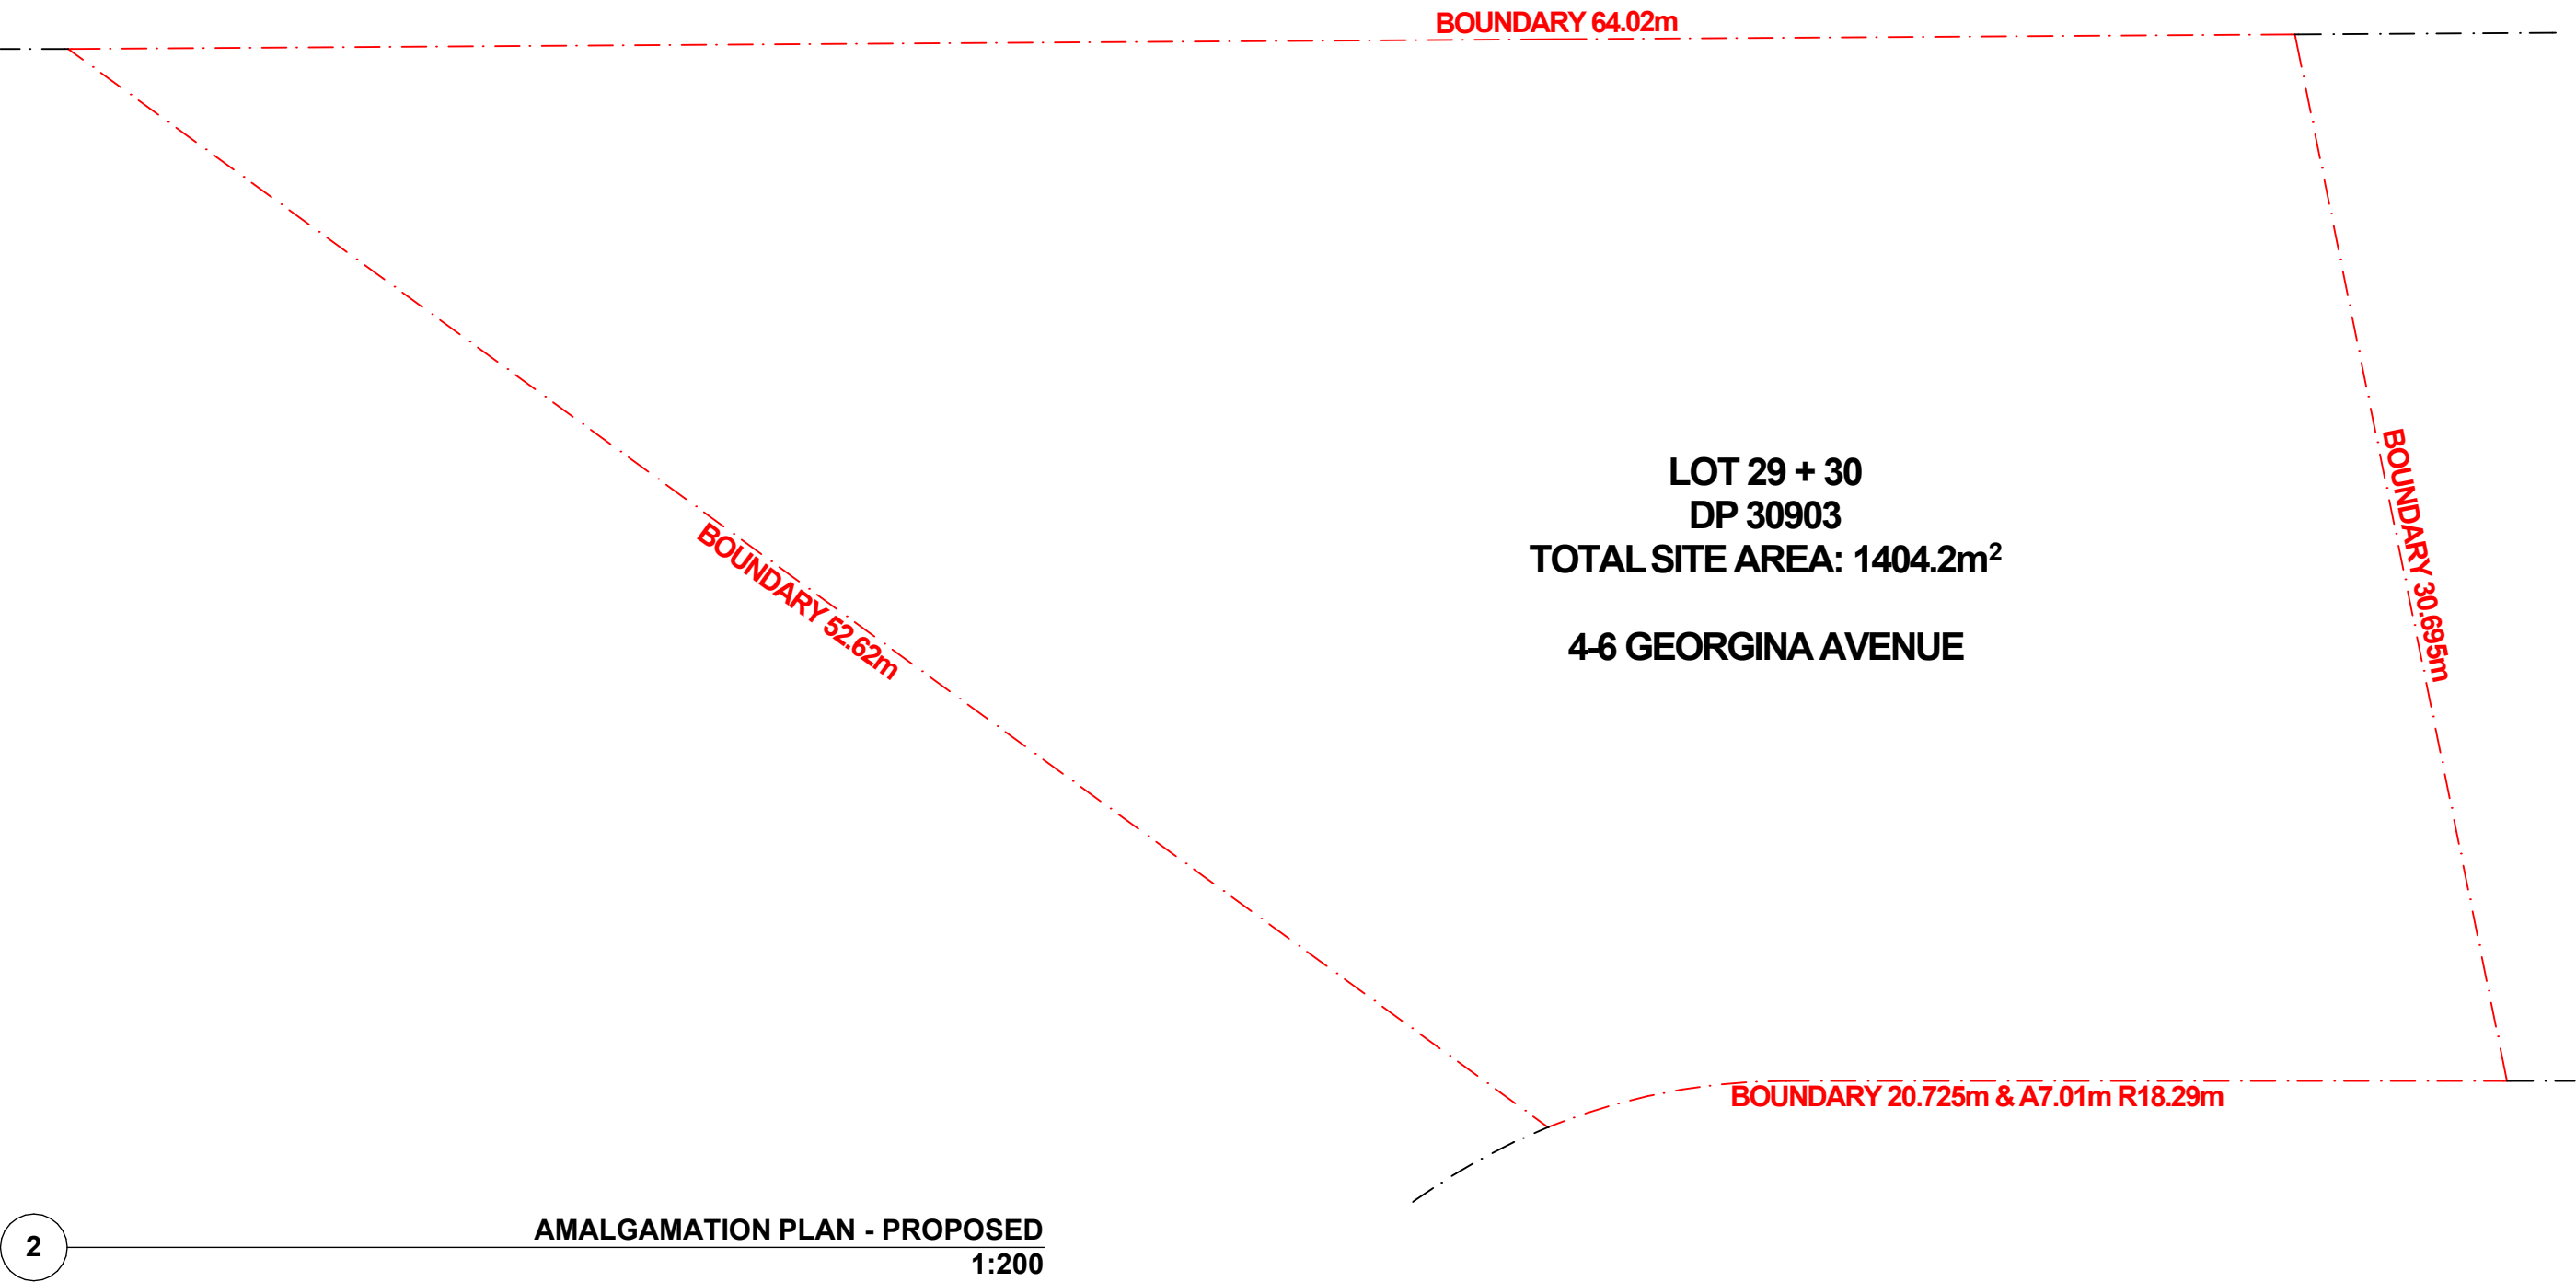 BOUNDARY 64.02m
BOUNDARY 30.695m
LOT 29 + 30
DP 30903
TOTAL SITE AREA: 1404.2m²
4-6 GEORGINA AVENUE
BOUNDARY 52.62m
BOUNDARY 20.725m & A7.01m R18.29m
2
AMALGAMATION PLAN - PROPOSED
1:200